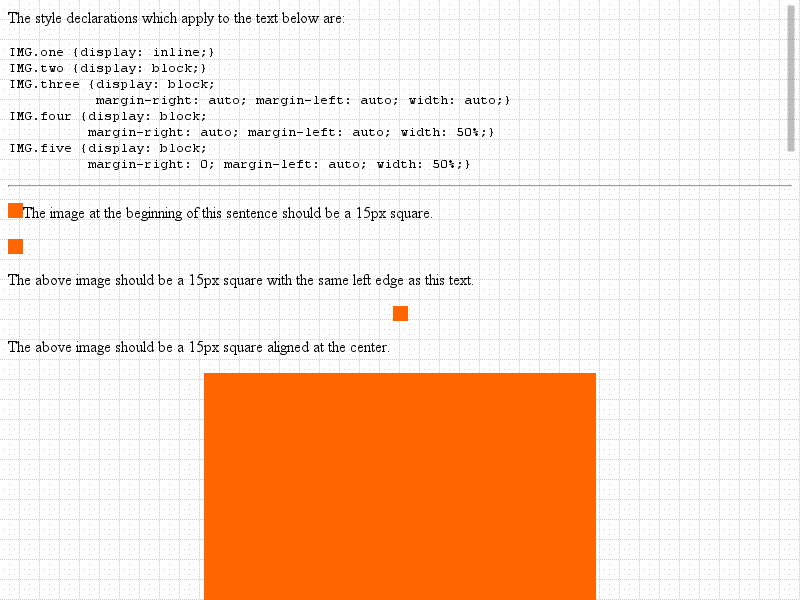 The style declarations which apply to the text below are:
IMG.one {display: inline;}
IMG.two {display: block;}
IMG.three {display: block;
margin-right: auto; margin-left: auto; width: auto;}
IMG.four {display: block;
margin-right: auto; margin-left: auto; width: 50%;}
IMG.five {display: block;
margin-right: 0; margin-left: auto; width: 50%;}
The image at the beginning of this sentence should be a 15px square.
The above image should be a 15px square with the same left edge as this text.
The above image should be a 15px square aligned at the center.